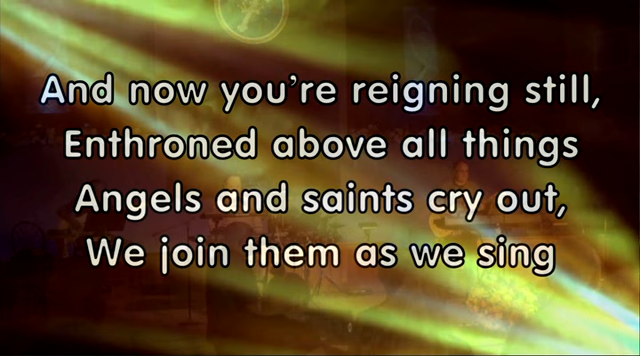 And now you're reigning still,
Enthroned above all things
Angels and saints cry out,
We join them as we sing